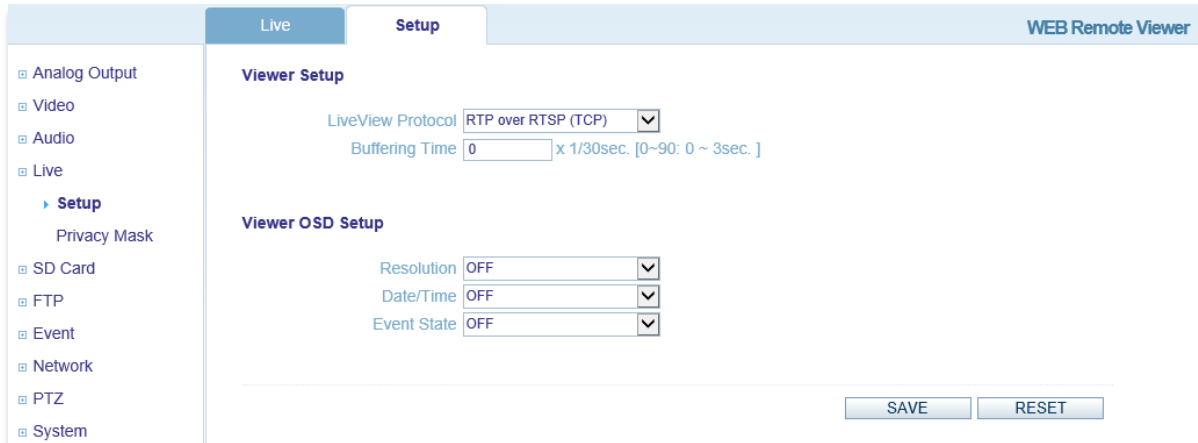 Live
Setup
WEB Remote Viewer
Analog Output
Video
Audio
Live
Setup
Privacy Mask
SD Card
FTP
Event
Network
PTZ
System
Viewer Setup
LiveView Protocol RTP over RTSP (TCP)
Buffering Time 0 x 1/30sec. [0~90: 0 ~ 3sec. ]
Viewer OSD Setup
Resolution OFF
Date/Time OFF
Event State OFF
SAVE
RESET